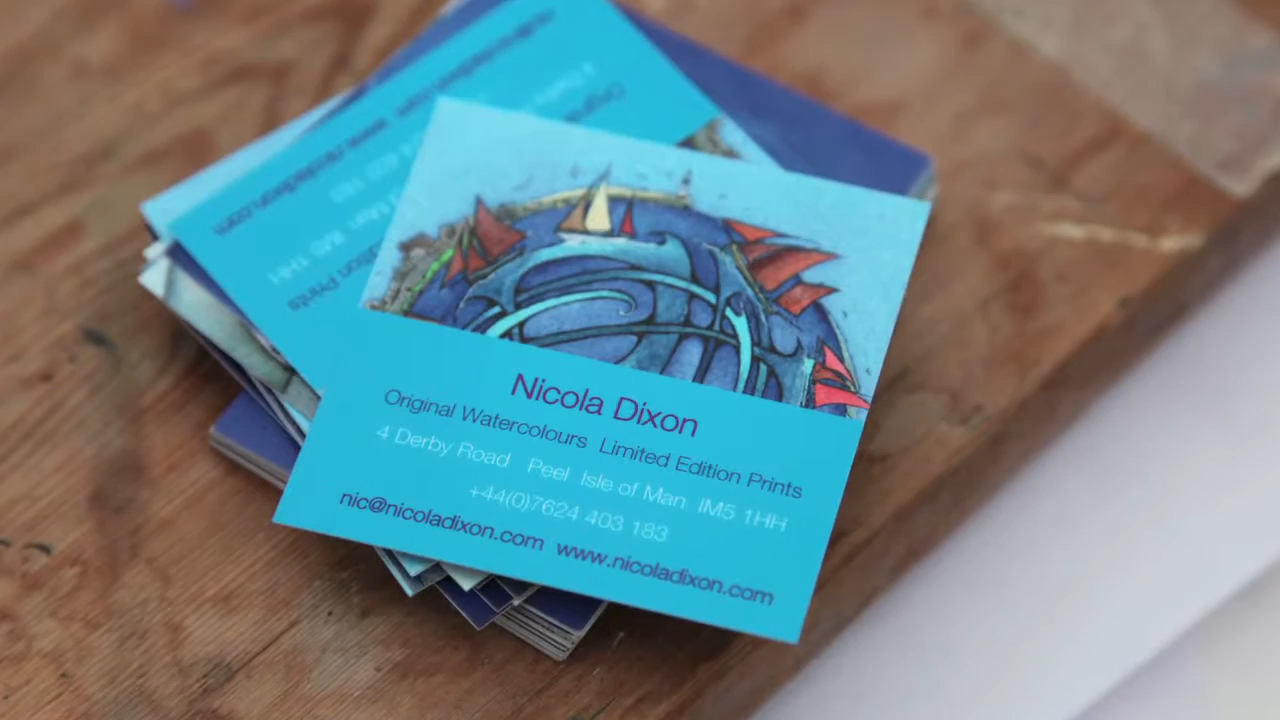 Nicola Dixon
Original Watercolours Limited Edition Prints
4 Derby Road Peel Isle of Man IM5 1HH
+44(0)7624 403 183
nic@nicoladixon.com www.nicoladixon.com